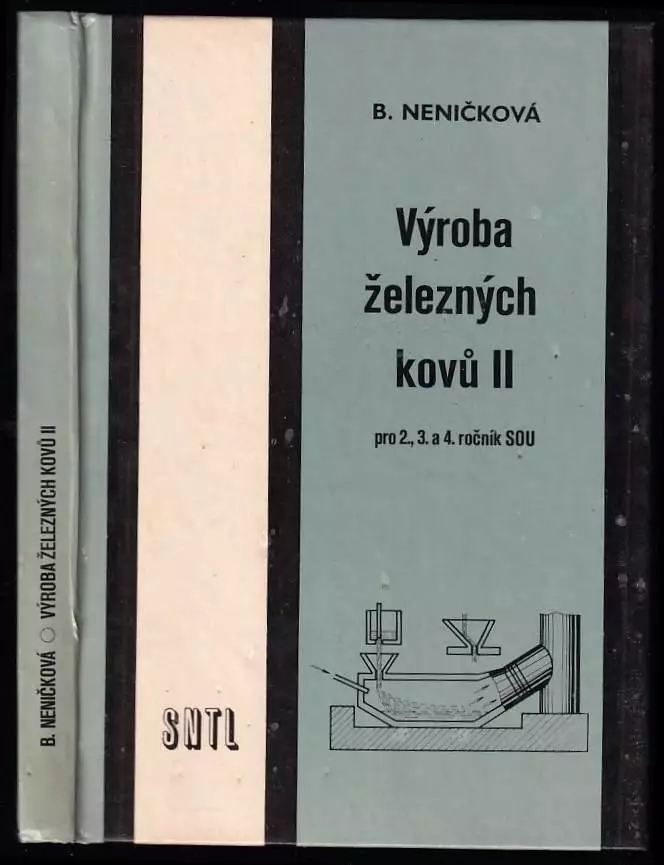 B. NENIČKOVÁ
Výroba
železných
kovů II
pro 2., 3. a 4. ročník SOU
SNTL
B. NENIČKOVÁ ○ VÝROBA ŽELEZNÝCH KOVŮ II